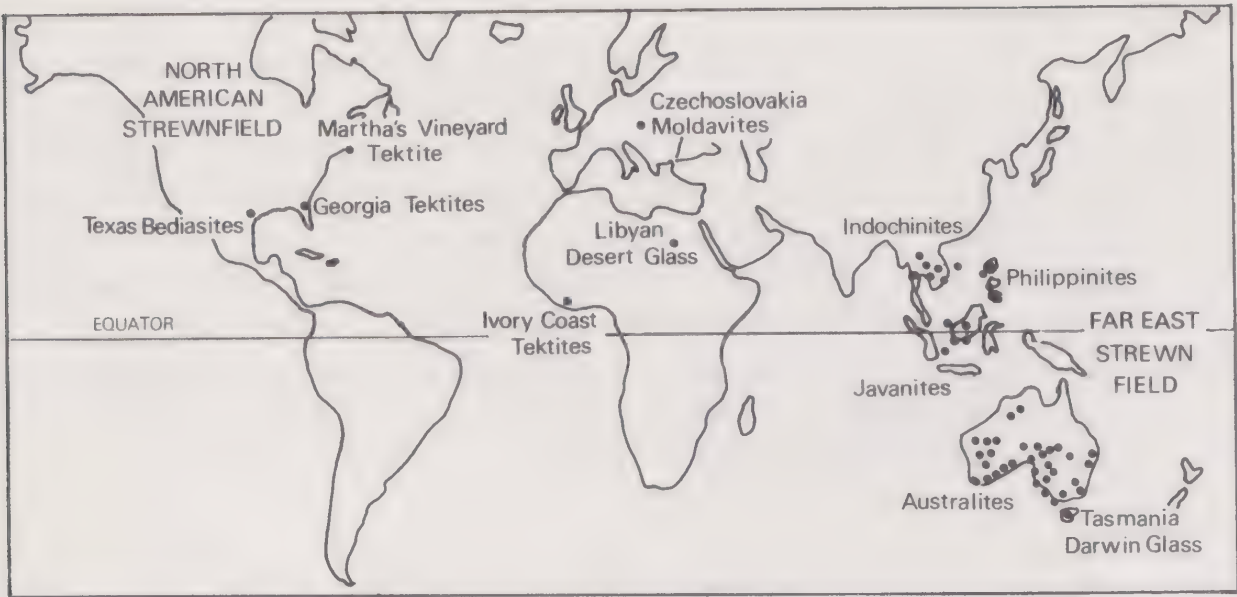 NORTH
AMERICAN
STREWNFIELD
Martha's Vineyard
Tektite
Czechoslovakia
Moldavites
Texas Bediasites
Georgia Tektites
Libyan
Desert Glass
Indochinites
Philippinites
EQUATOR
Ivory Coast
Tektites
FAR EAST
STREWN
FIELD
Javanites
Australites
Tasmania
Darwin Glass